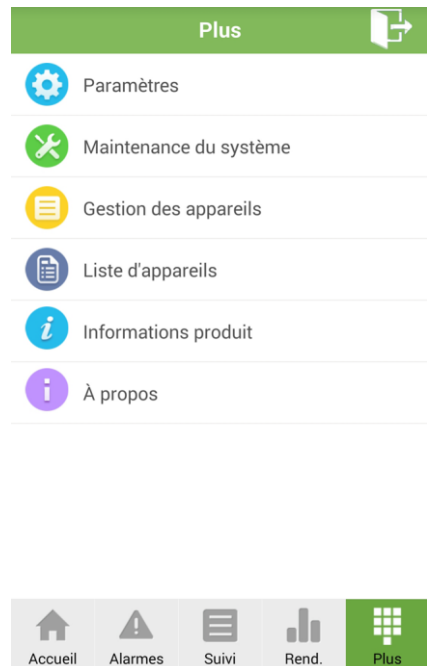 Plus
Paramètres
Maintenance du système
Gestion des appareils
Liste d'appareils
Informations produit
À propos
Accueil Alarmes Suivi Rend. Plus